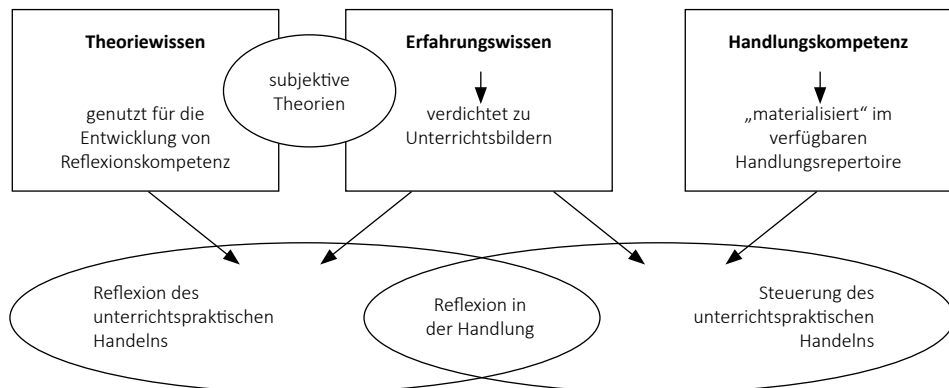 Theoriewissen
genutzt für die
Entwicklung von
Reflexionskompetenz
subjektive
Theorien
Erfahrungswissen
verdichtet zu
Unterrichtsbildern
Handlungskompetenz
„materialisiert“ im
verfügbaren
Handlungsrepertoire
Reflexion des
unterrichtspraktischen
Handelns
Reflexion in
der Handlung
Steuerung des
unterrichtspraktischen
Handelns